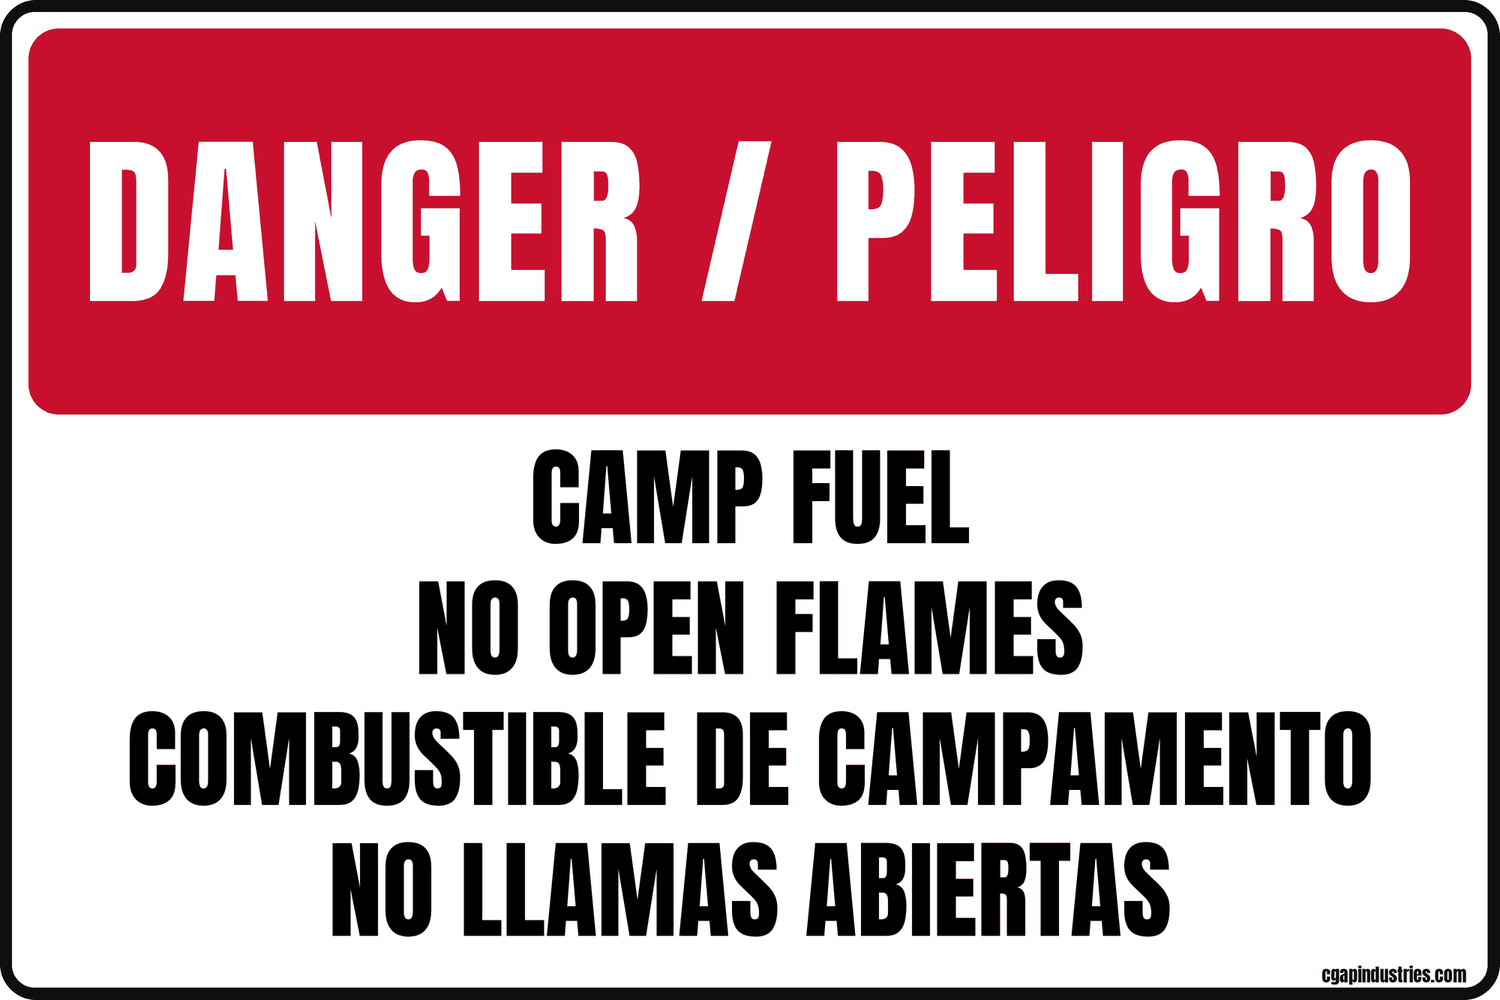 DANGER / PELIGRO
CAMP FUEL
NO OPEN FLAMES
COMBUSTIBLE DE CAMPAMENTO
NO LLAMAS ABIERTAS
cgapindustries.com